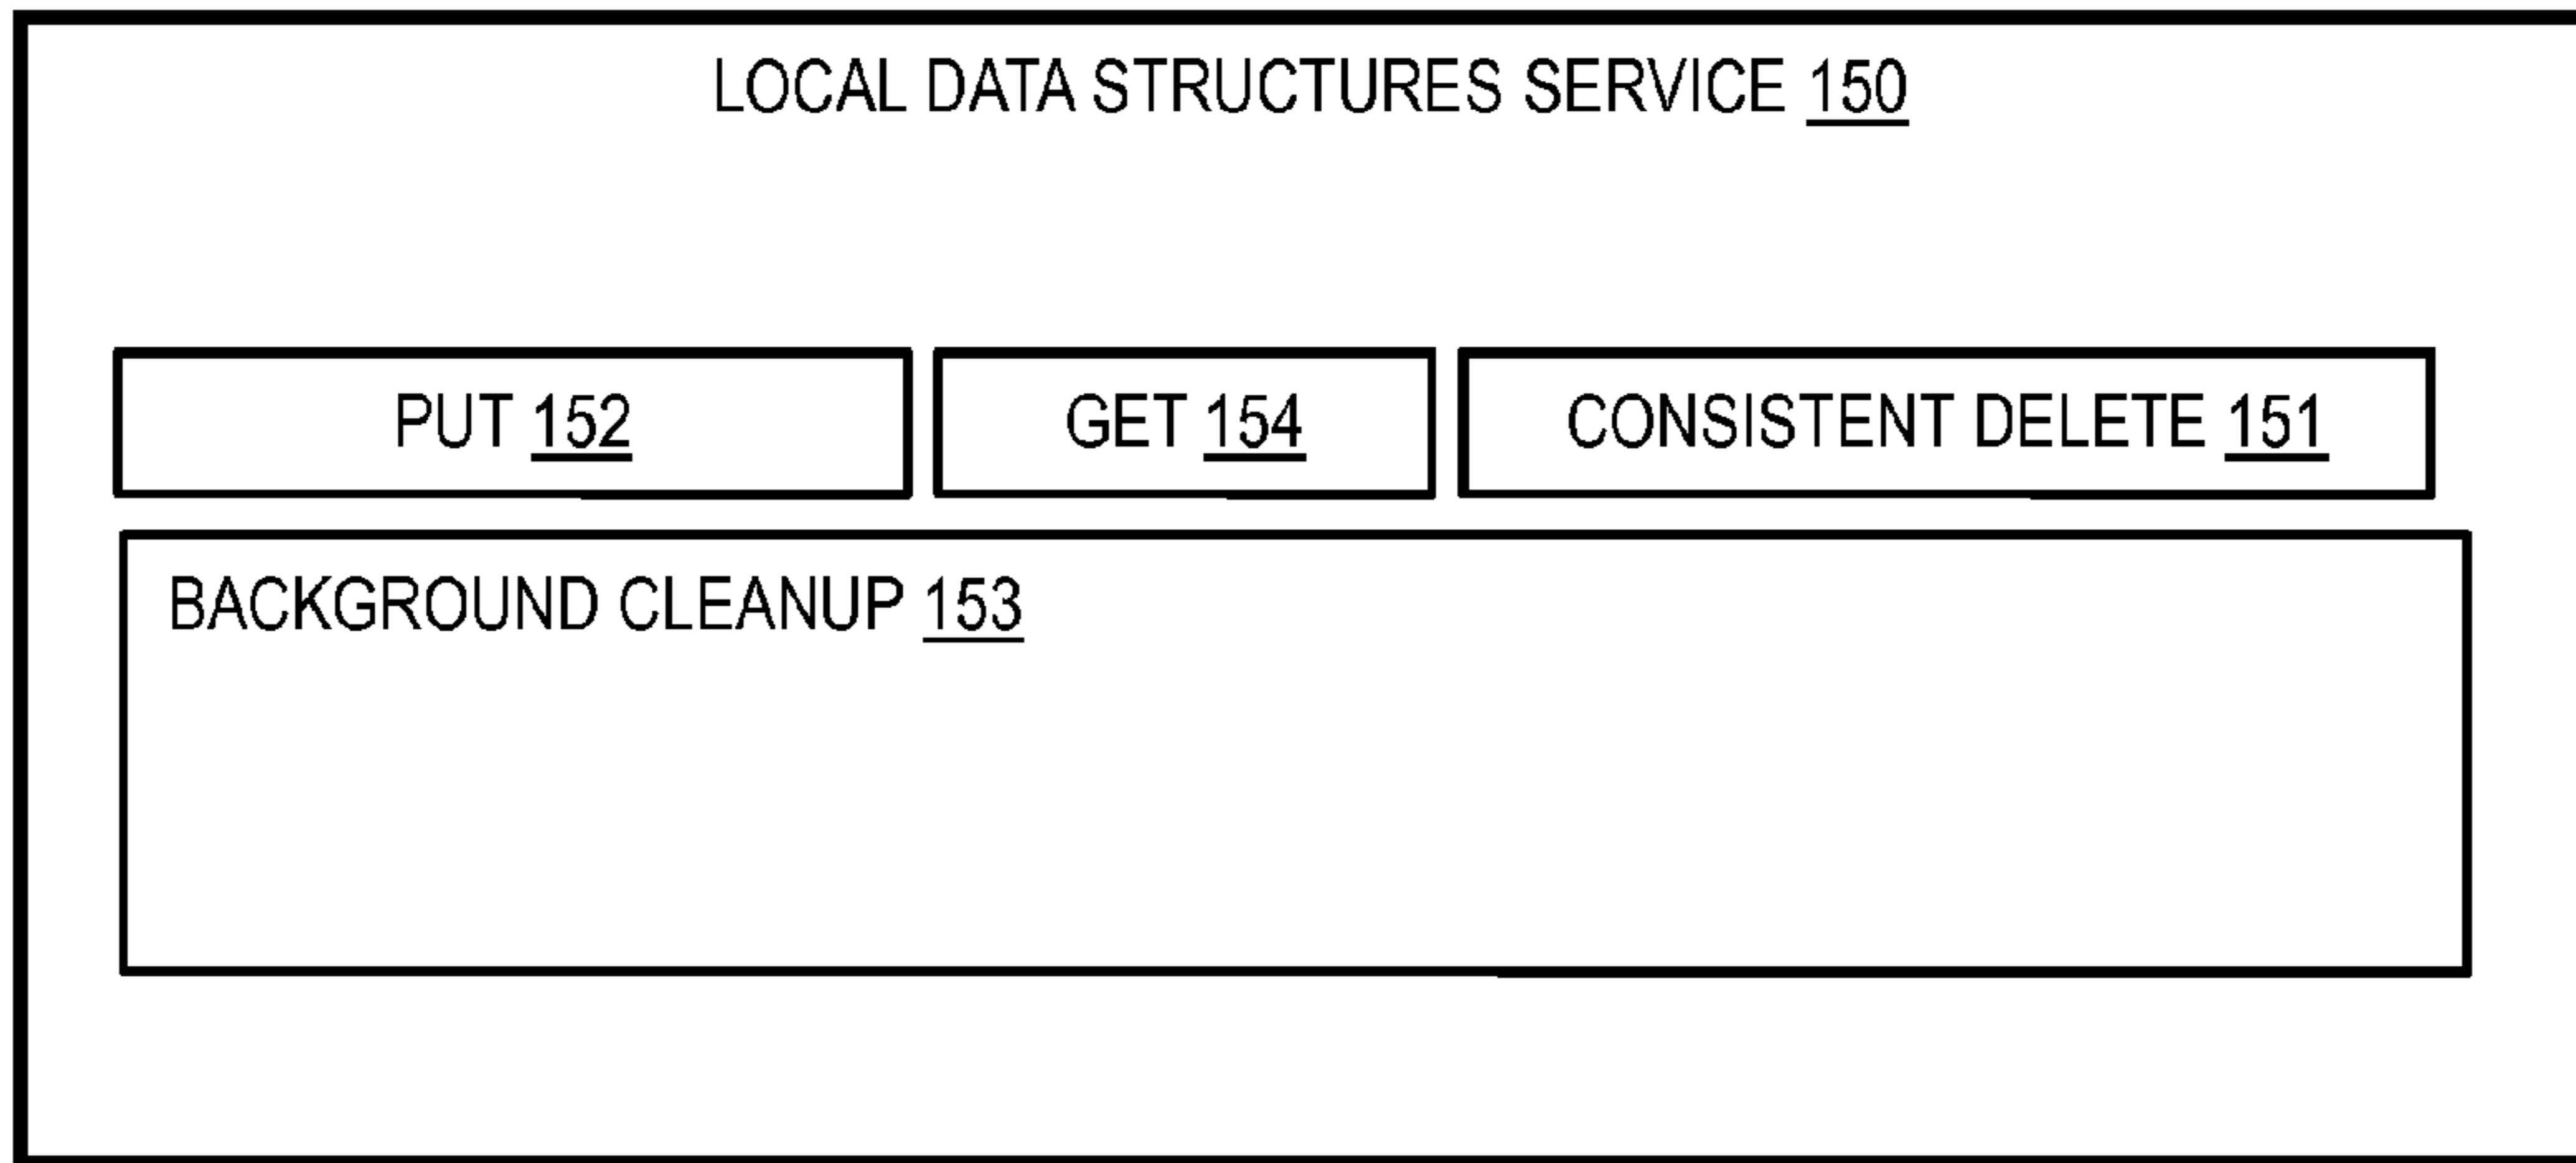 LOCAL DATA STRUCTURES SERVICE 150
PUT 152
GET 154
CONSISTENT DELETE 151
BACKGROUND CLEANUP 153